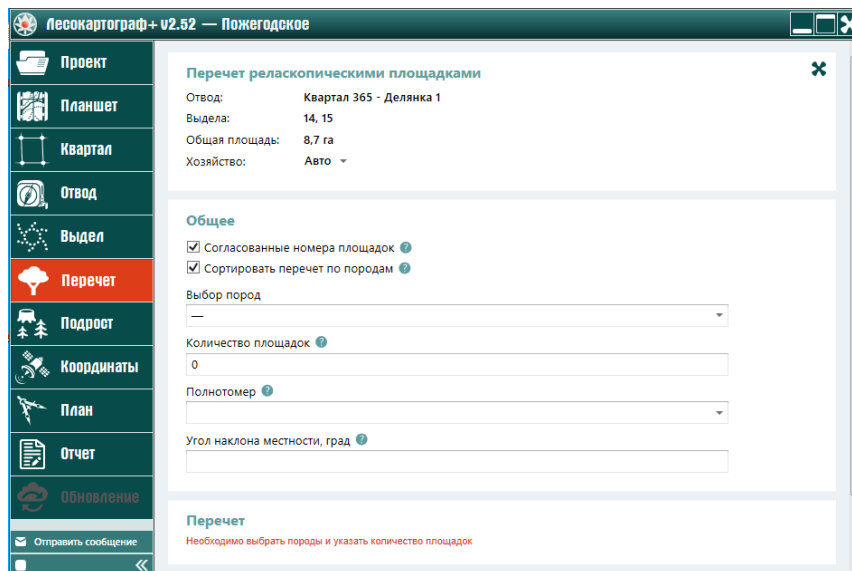 Лесокартограф+ v2.52 — Пожегодское
Проект
Планшет
Квартал
Отвод
Выдел
Перечет
Подрост
Координаты
План
Отчет
Обновление
Отправить сообщение
Перечет реласкопическими площадками
Отвод: Квартал 365 - Делянка 1
Выдела: 14, 15
Общая площадь: 8,7 га
Хозяйство: Авто
Общее
Согласованные номера площадок ?
Сортировать перечет по породам ?
Выбор пород
—
Количество площадок ?
0
Полнотомер ?
Угол наклона местности, град ?
Перечет
Необходимо выбрать породы и указать количество площадок